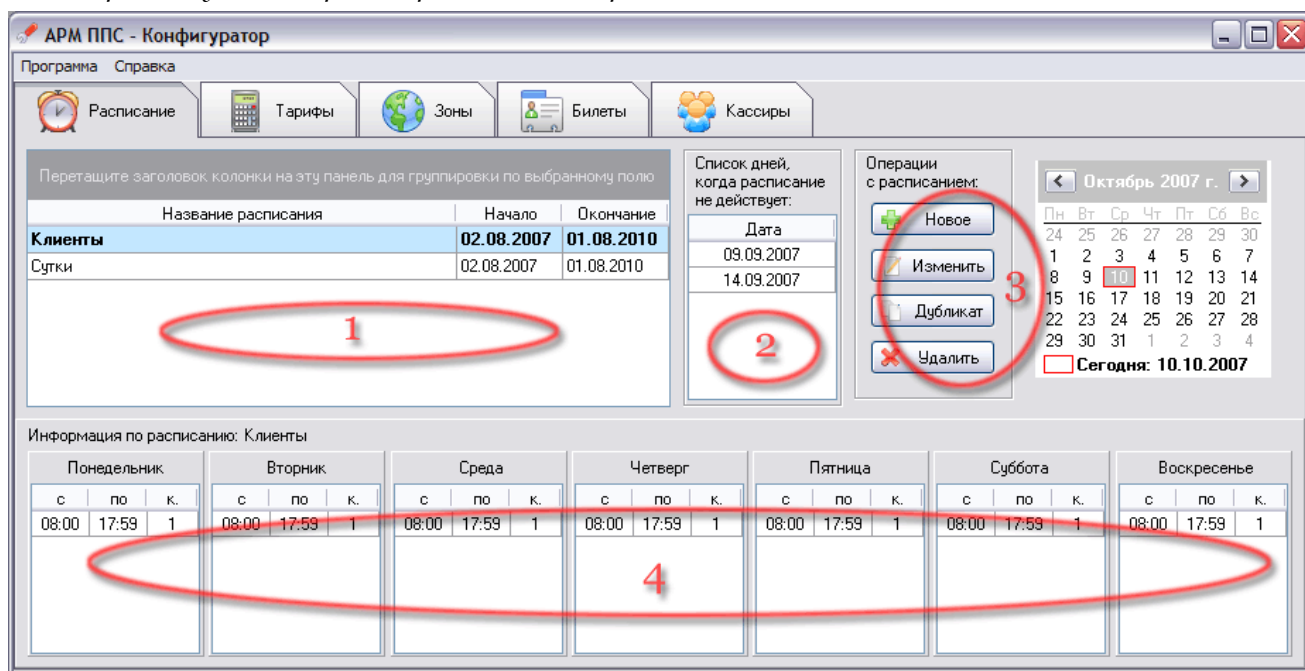 АРМ ППС - Конфигуратор
Программа Справка
Расписание Тарифы Зоны Билеты Кассиры
Перетащите заголовок колонки на эту панель для группировки по выбранному полю
Название расписания Начало Окончание
Клиенты 02.08.2007 01.08.2010
Сутки 02.08.2007 01.08.2010
1
Список дней,
когда расписание
не действует:
Дата
09.09.2007
14.09.2007
2
Операции
с расписанием:
Новое
Изменить
Дубликат
Удалить
3
Октябрь 2007 г.
Пн Вт Ср Чт Пт Сб Вс
24 25 26 27 28 29 30
1 2 3 4 5 6 7
8 9 10 11 12 13 14
15 16 17 18 19 20 21
22 23 24 25 26 27 28
29 30 31 1 2 3 4
Сегодня: 10.10.2007
Информация по расписанию: Клиенты
Понедельник Вторник Среда Четверг Пятница Суббота Воскресенье
с по к. с по к. с по к. с по к. с по к. с по к. с по к.
08:00 17:59 1 08:00 17:59 1 08:00 17:59 1 08:00 17:59 1 08:00 17:59 1 08:00 17:59 1 08:00 17:59 1
4